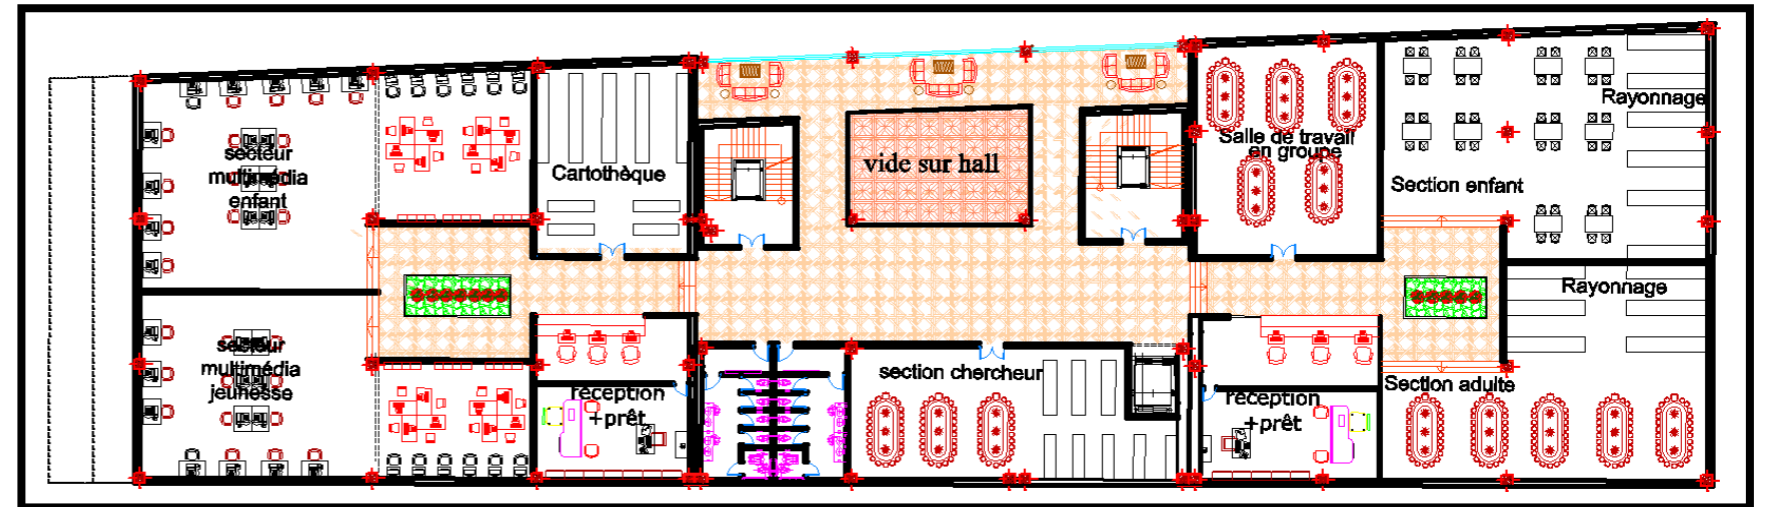 secteur
multimédia
enfant
Cartothèque
vide sur hall
Salle de travail
en groupe
Rayonnage
Section enfant
Rayonnage
secteur
multimédia
jeunesse
réception
+prêt
section chercheur
réception
+prêt
Section adulte